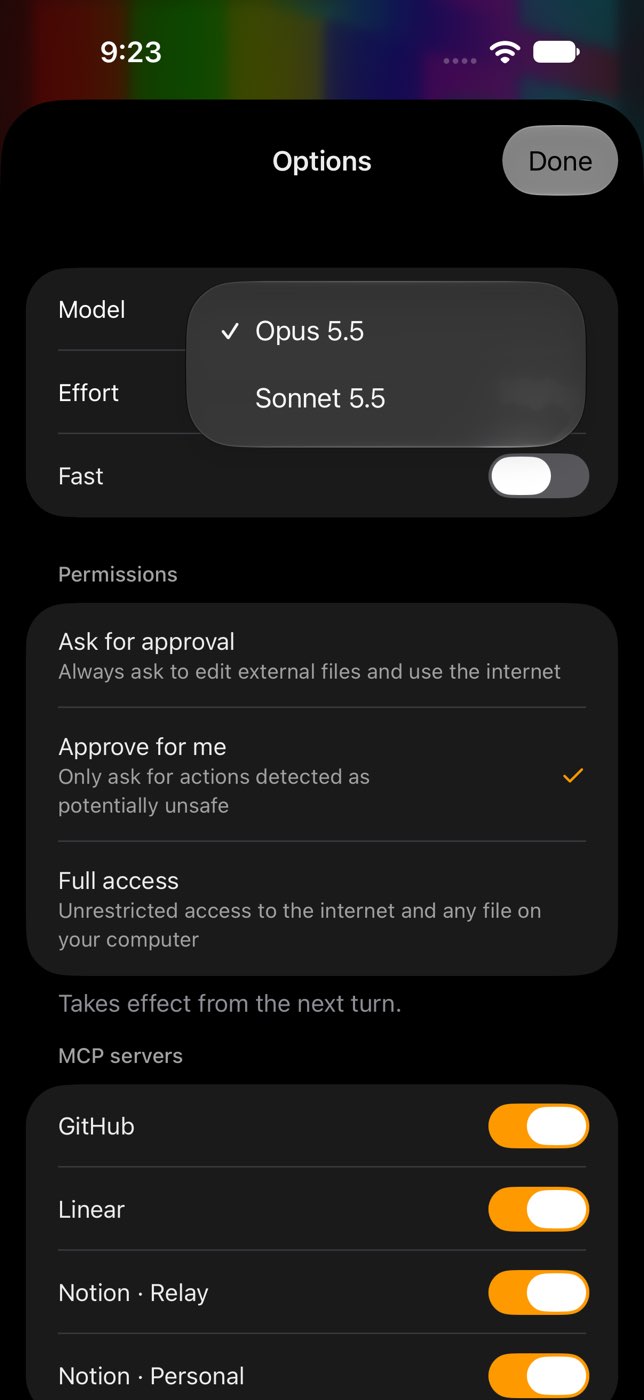 9:23
Options
Done
Model
Opus 5.5
Sonnet 5.5
Effort
Fast
Permissions
Ask for approval
Always ask to edit external files and use the internet
Approve for me
Only ask for actions detected as
potentially unsafe
Full access
Unrestricted access to the internet and any file on
your computer
Takes effect from the next turn.
MCP servers
GitHub
Linear
Notion · Relay
Notion · Personal